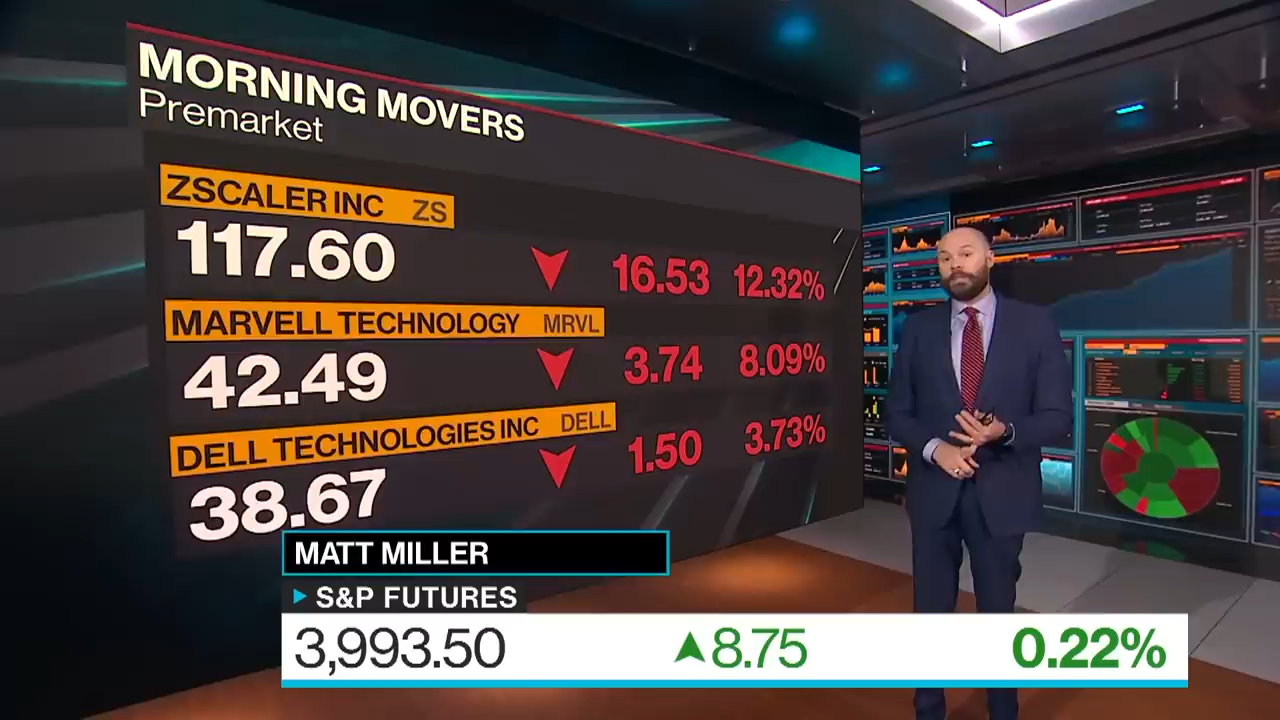 MORNING MOVERS
Premarket
ZSCALER INC ZS
117.60 ▼ 16.53 12.32%
MARVELL TECHNOLOGY MRVL
42.49 ▼ 3.74 8.09%
DELL TECHNOLOGIES INC DELL
38.67 ▼ 1.50 3.73%
MATT MILLER
▶ S&P FUTURES
3,993.50 ▲8.75 0.22%